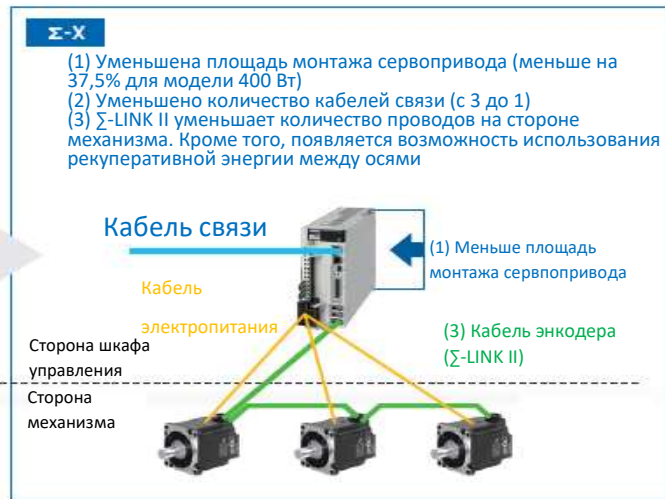 Σ-X
(1) Уменьшена площадь монтажа сервопривода (меньше на
37,5% для модели 400 Вт)
(2) Уменьшено количество кабелей связи (с 3 до 1)
(3) ∑-LINK II уменьшает количество проводов на стороне
механизма. Кроме того, появляется возможность использования
рекуперативной энергии между осями
Кабель связи
(1) Меньше площадь
монтажа сервпопривода
Кабель
электропитания
(3) Кабель энкодера
(∑-LINK II)
Сторона шкафа
управления
Сторона
механизма